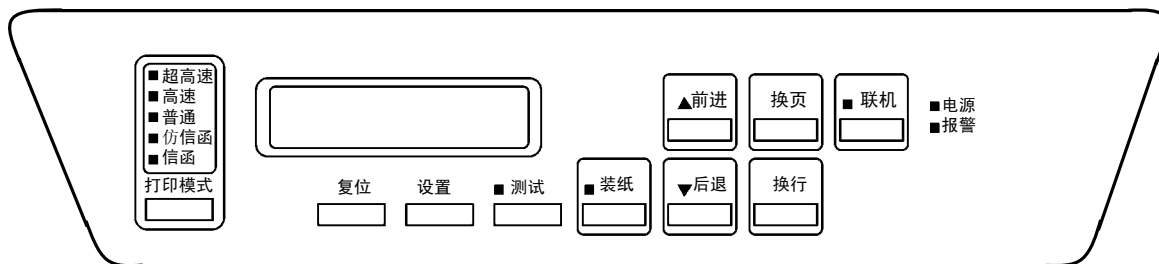 ■超高速
■高速
■普通
■仿信函
■信函
打印模式
▲前进
换页
■ 联机
■电源
■报警
复位
设置
■ 测试
■装纸
▼后退
换行